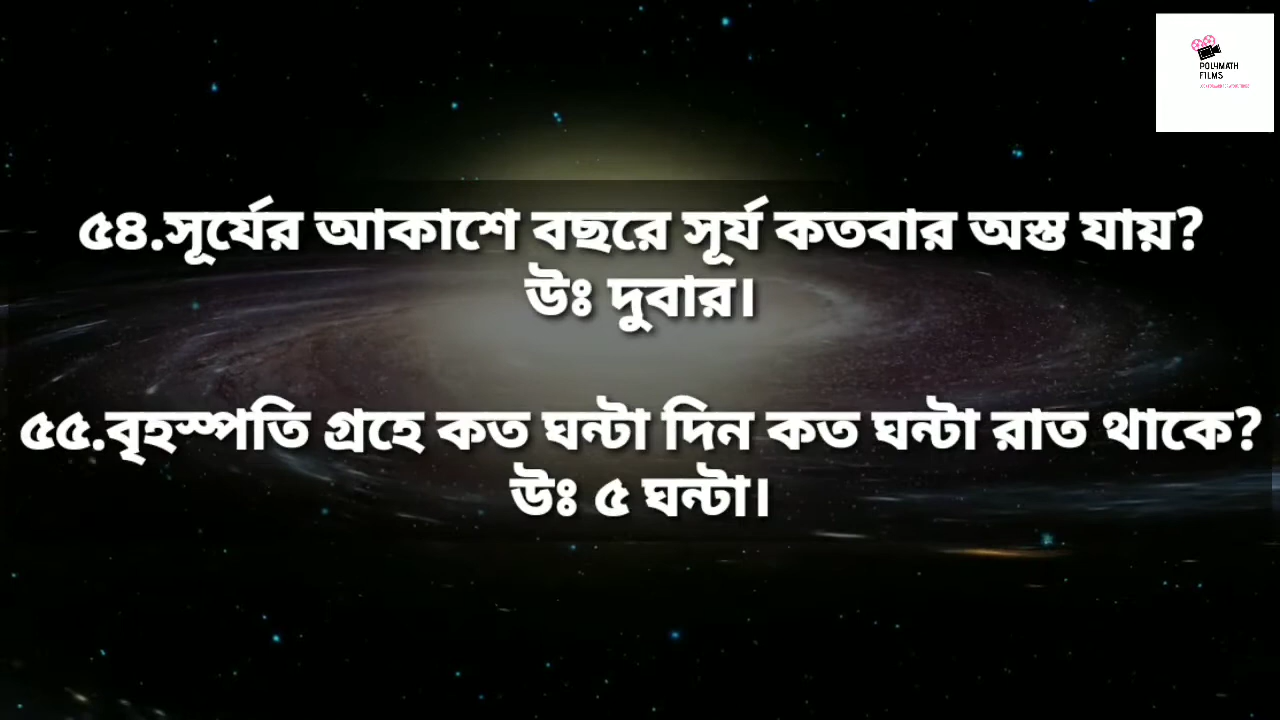 POLYMATH
FILMS
৫৪.সূর্যের আকাশে বছরে সূর্য কতবার অস্ত যায়?
উঃ দুবার।
৫৫.বৃহস্পতি গ্রহে কত ঘন্টা দিন কত ঘন্টা রাত থাকে?
উঃ ৫ ঘন্টা।